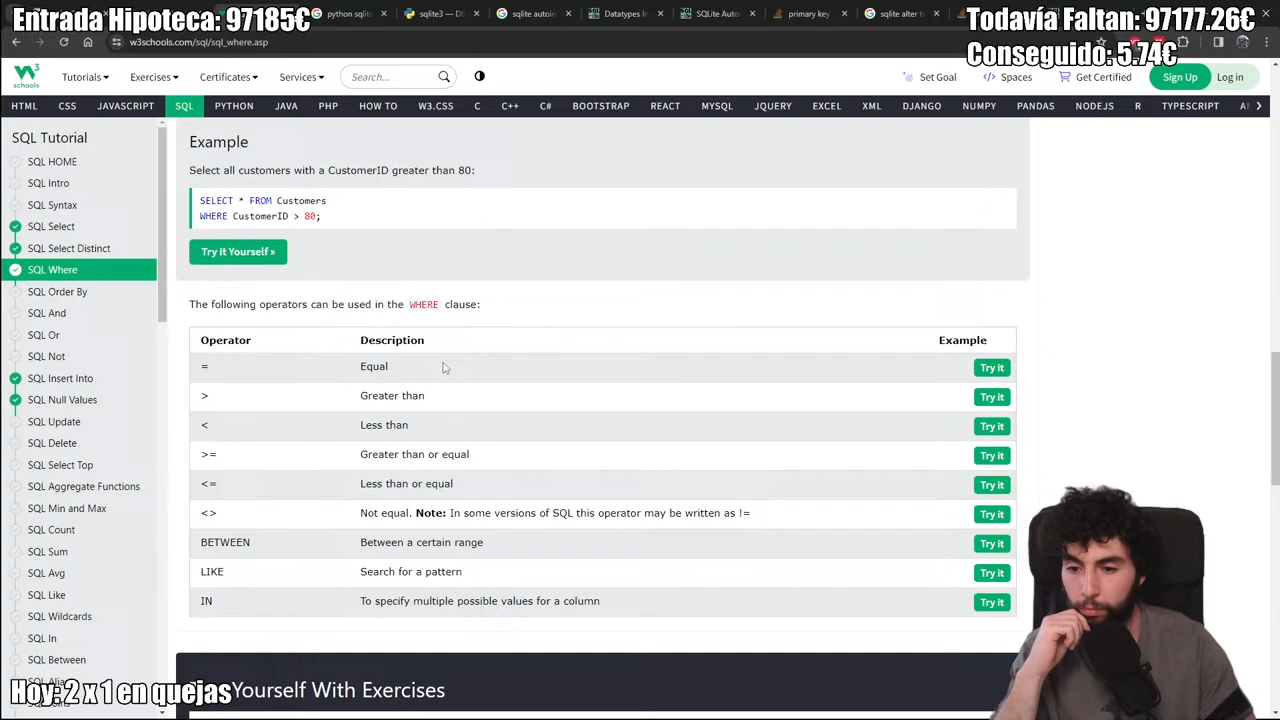 Entrada Hipoteca: 97185€
python sqlite
sqlite3 — DE
sqlite autoin
Datatypes In
SQLite Auto
primary key
sqlite alter t
Todavía Faltan: 97177.26€
w3schools.com/sql/sql_where.asp
Conseguido: 5.74€
schools
Tutorials
Exercises
Certificates
Services
Search...
Set Goal
Spaces
Get Certified
Sign Up
Log in
HTML CSS JAVASCRIPT SQL PYTHON JAVA PHP HOW TO W3.CSS C C++ C# BOOTSTRAP REACT MYSQL JQUERY EXCEL XML DJANGO NUMPY PANDAS NODEJS R TYPESCRIPT
SQL Tutorial
SQL HOME
SQL Intro
SQL Syntax
SQL Select
SQL Select Distinct
SQL Where
SQL Order By
SQL And
SQL Or
SQL Not
SQL Insert Into
SQL Null Values
SQL Update
SQL Delete
SQL Select Top
SQL Aggregate Functions
SQL Min and Max
SQL Count
SQL Sum
SQL Avg
SQL Like
SQL Wildcards
SQL In
SQL Between
Hoy: 2 x 1 en quejas
Example
Select all customers with a CustomerID greater than 80:
SELECT * FROM Customers
WHERE CustomerID > 80;
Try it Yourself »
The following operators can be used in the WHERE clause:
Operator Description Example
= Equal Try it
> Greater than Try it
< Less than Try it
>= Greater than or equal Try it
<= Less than or equal Try it
<> Not equal. Note: In some versions of SQL this operator may be written as != Try it
BETWEEN Between a certain range Try it
LIKE Search for a pattern Try it
IN To specify multiple possible values for a column Try it
Yourself With Exercises